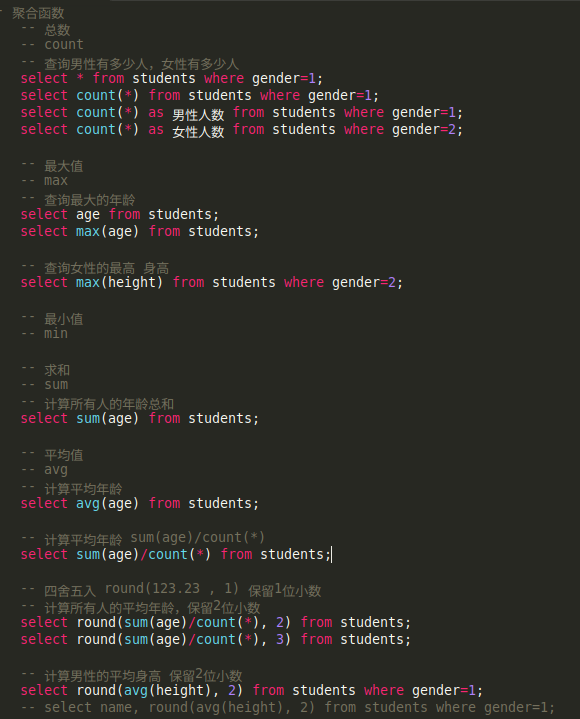 - 聚合函数
-- 总数
-- count
-- 查询男性有多少人，女性有多少人
select * from students where gender=1;
select count(*) from students where gender=1;
select count(*) as 男性人数 from students where gender=1;
select count(*) as 女性人数 from students where gender=2;
-- 最大值
-- max
-- 查询最大的年龄
select age from students;
select max(age) from students;
-- 查询女性的最高 身高
select max(height) from students where gender=2;
-- 最小值
-- min
-- 求和
-- sum
-- 计算所有人的年龄总和
select sum(age) from students;
-- 平均值
-- avg
-- 计算平均年龄
select avg(age) from students;
-- 计算平均年龄 sum(age)/count(*)
select sum(age)/count(*) from students;
-- 四舍五入 round(123.23 , 1) 保留1位小数
-- 计算所有人的平均年龄，保留2位小数
select round(sum(age)/count(*), 2) from students;
select round(sum(age)/count(*), 3) from students;
-- 计算男性的平均身高 保留2位小数
select round(avg(height), 2) from students where gender=1;
-- select name, round(avg(height), 2) from students where gender=1;